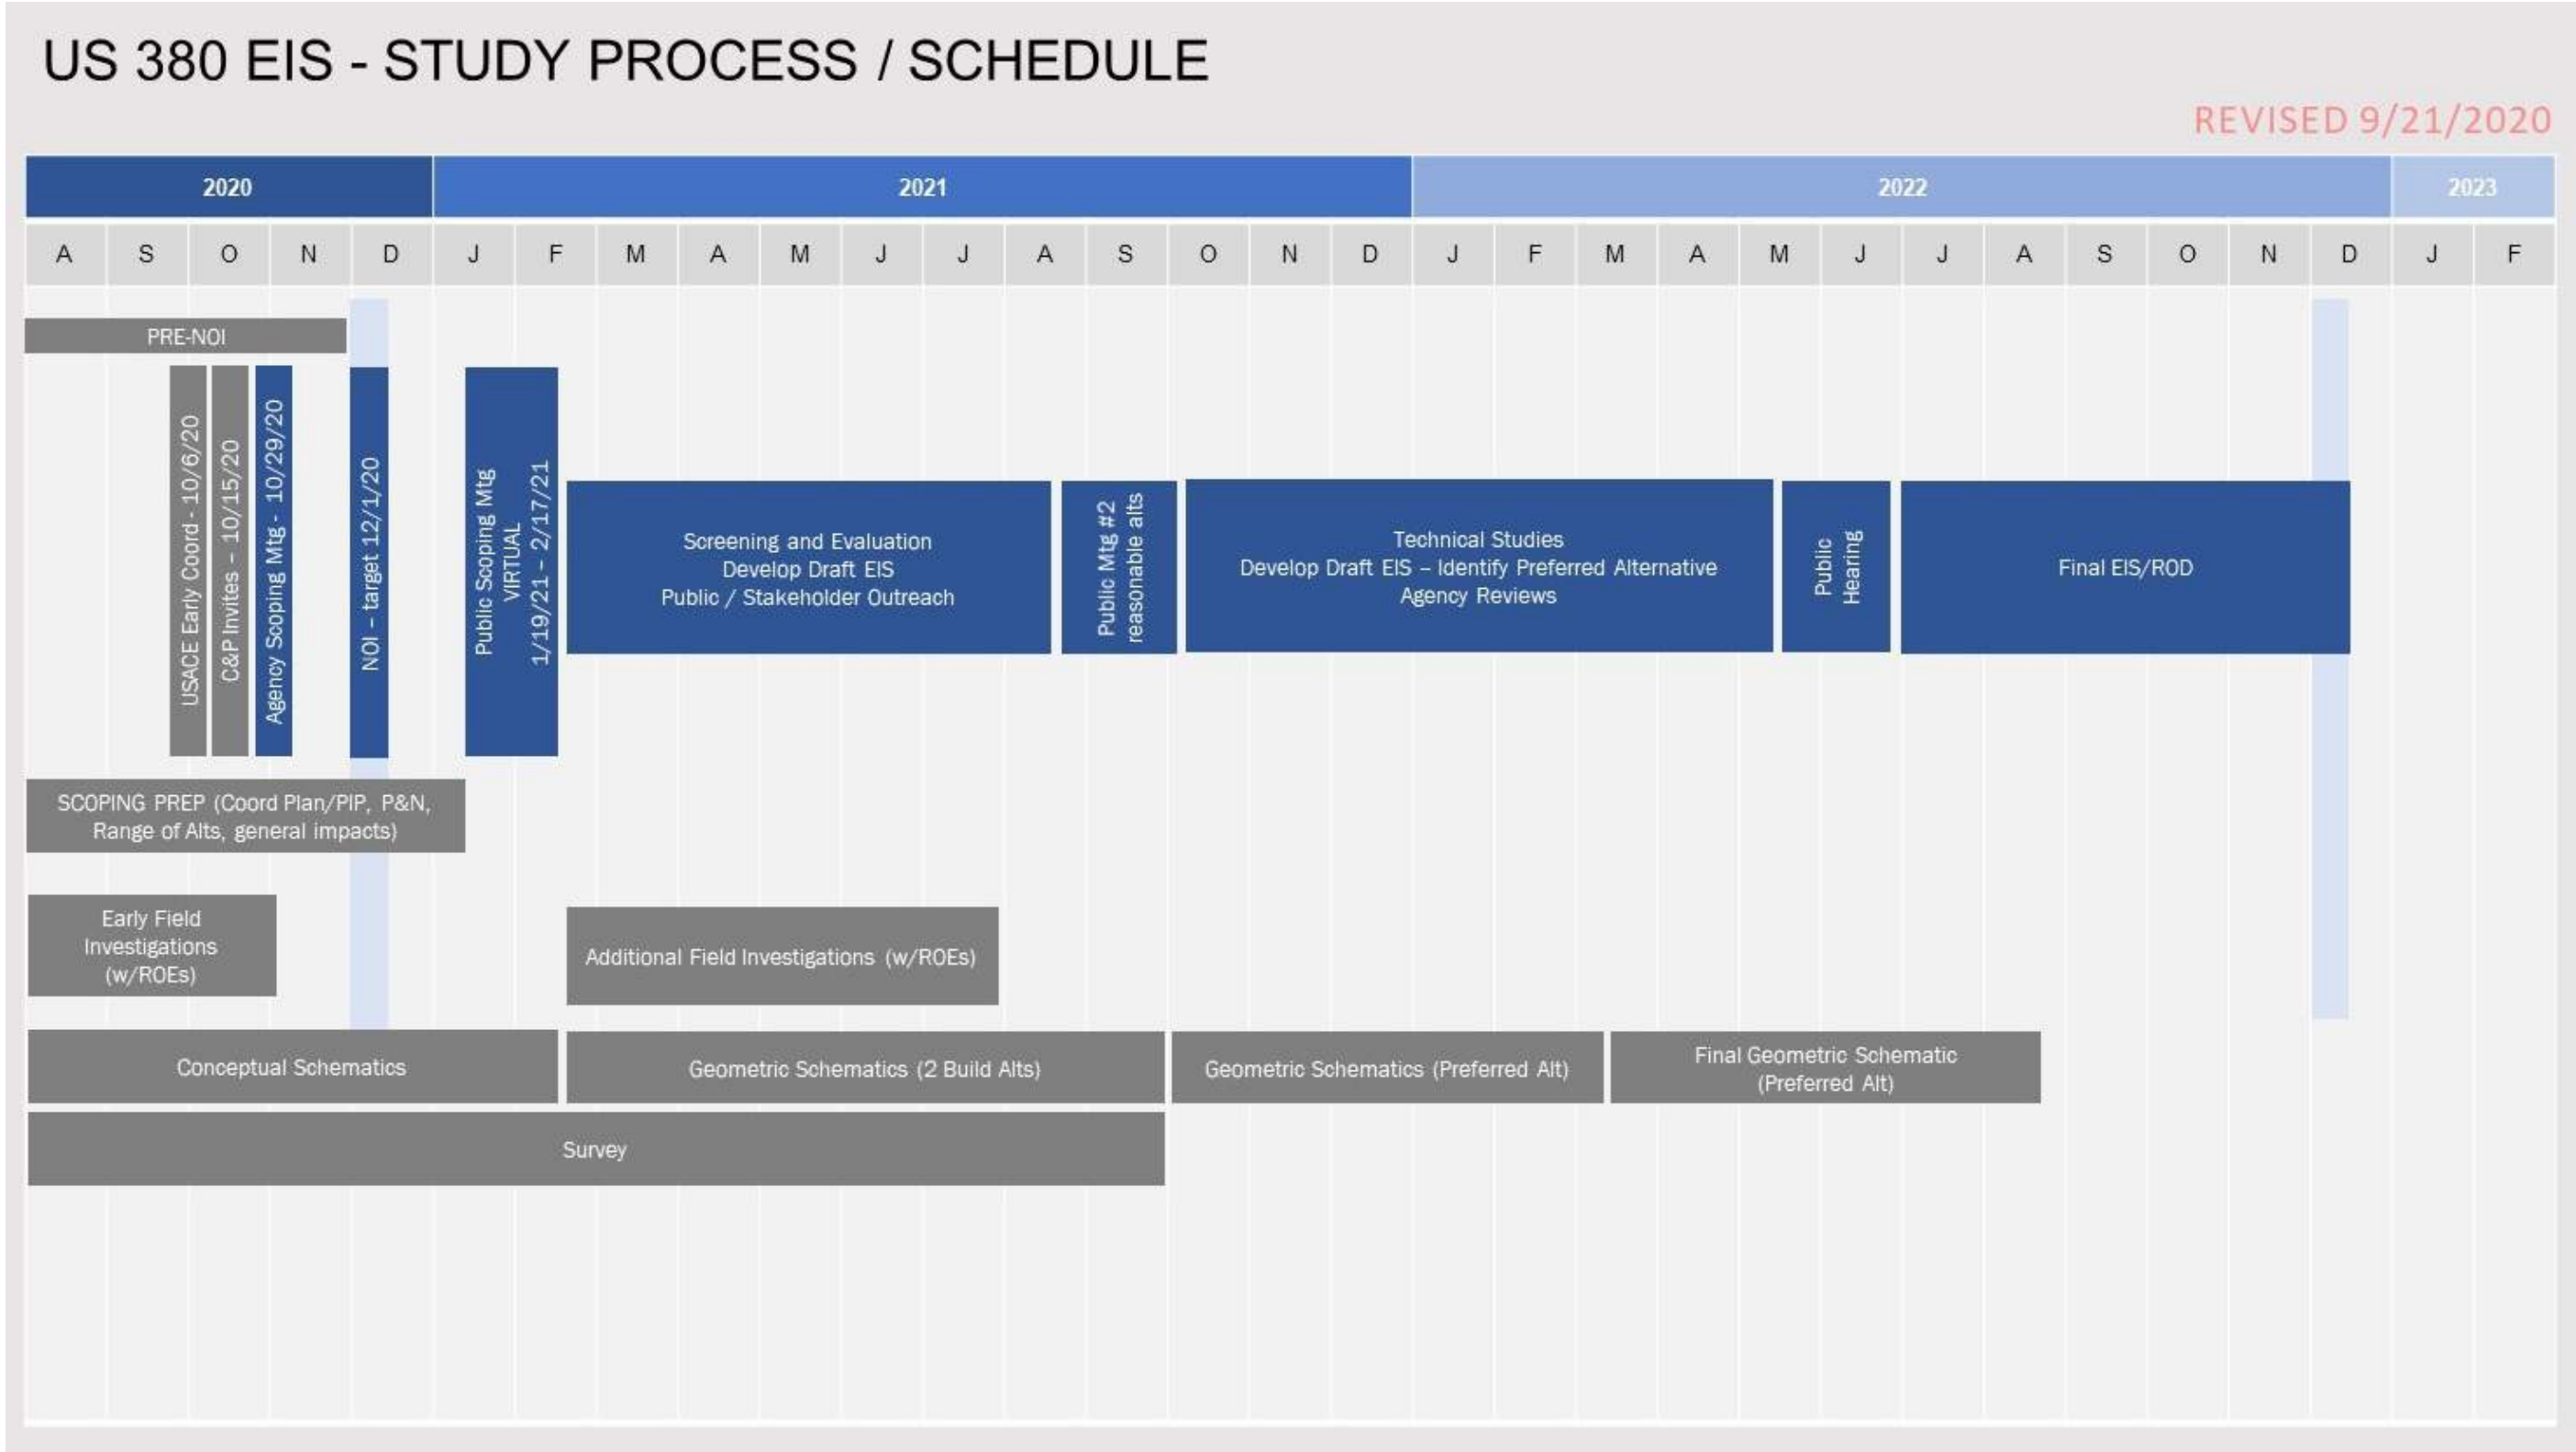 US 380 EIS - STUDY PROCESS / SCHEDULE
REVISED 9/21/2020
2020 2021 2022 2023
A S O N D J F M A M J J A S O N D J F M A M J J A S O N D J F
PRE-NOI
USACE Early Coord - 10/6/20
C&P Invites – 10/15/20
Agency Scoping Mtg - 10/29/20
NOI – target 12/1/20
Public Scoping Mtg
VIRTUAL
1/19/21 – 2/17/21
Screening and Evaluation
Develop Draft EIS
Public / Stakeholder Outreach
Public Mtg #2
reasonable alts
Technical Studies
Develop Draft EIS – Identify Preferred Alternative
Agency Reviews
Public
Hearing
Final EIS/ROD
SCOPING PREP (Coord Plan/PIP, P&N,
Range of Alts, general impacts)
Early Field
Investigations
(w/ROEs)
Additional Field Investigations (w/ROEs)
Conceptual Schematics
Geometric Schematics (2 Build Alts)
Geometric Schematics (Preferred Alt)
Final Geometric Schematic
(Preferred Alt)
Survey